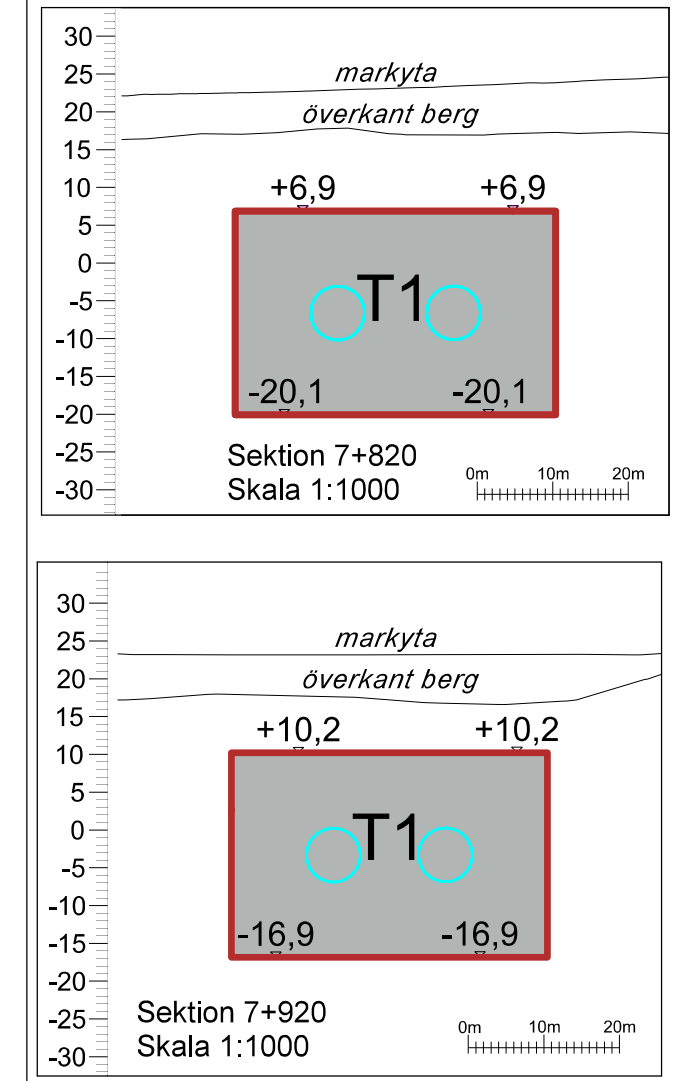 30
25
20
15
10
5
0
-5
-10
-15
-20
-25
-30
markyta
överkant berg
+6,9 +6,9
T1
-20,1 -20,1
Sektion 7+820
Skala 1:1000
0m 10m 20m
30
25
20
15
10
5
0
-5
-10
-15
-20
-25
-30
markyta
överkant berg
+10,2 +10,2
T1
-16,9 -16,9
Sektion 7+920
Skala 1:1000
0m 10m 20m